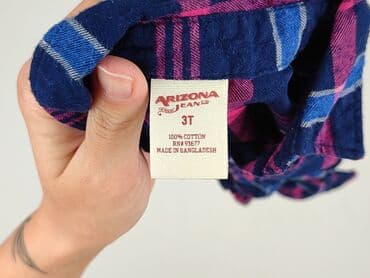 ARIZONA
JEAN CO
3T
100% COTTON
RN# 93677
MADE IN BANGLADESH